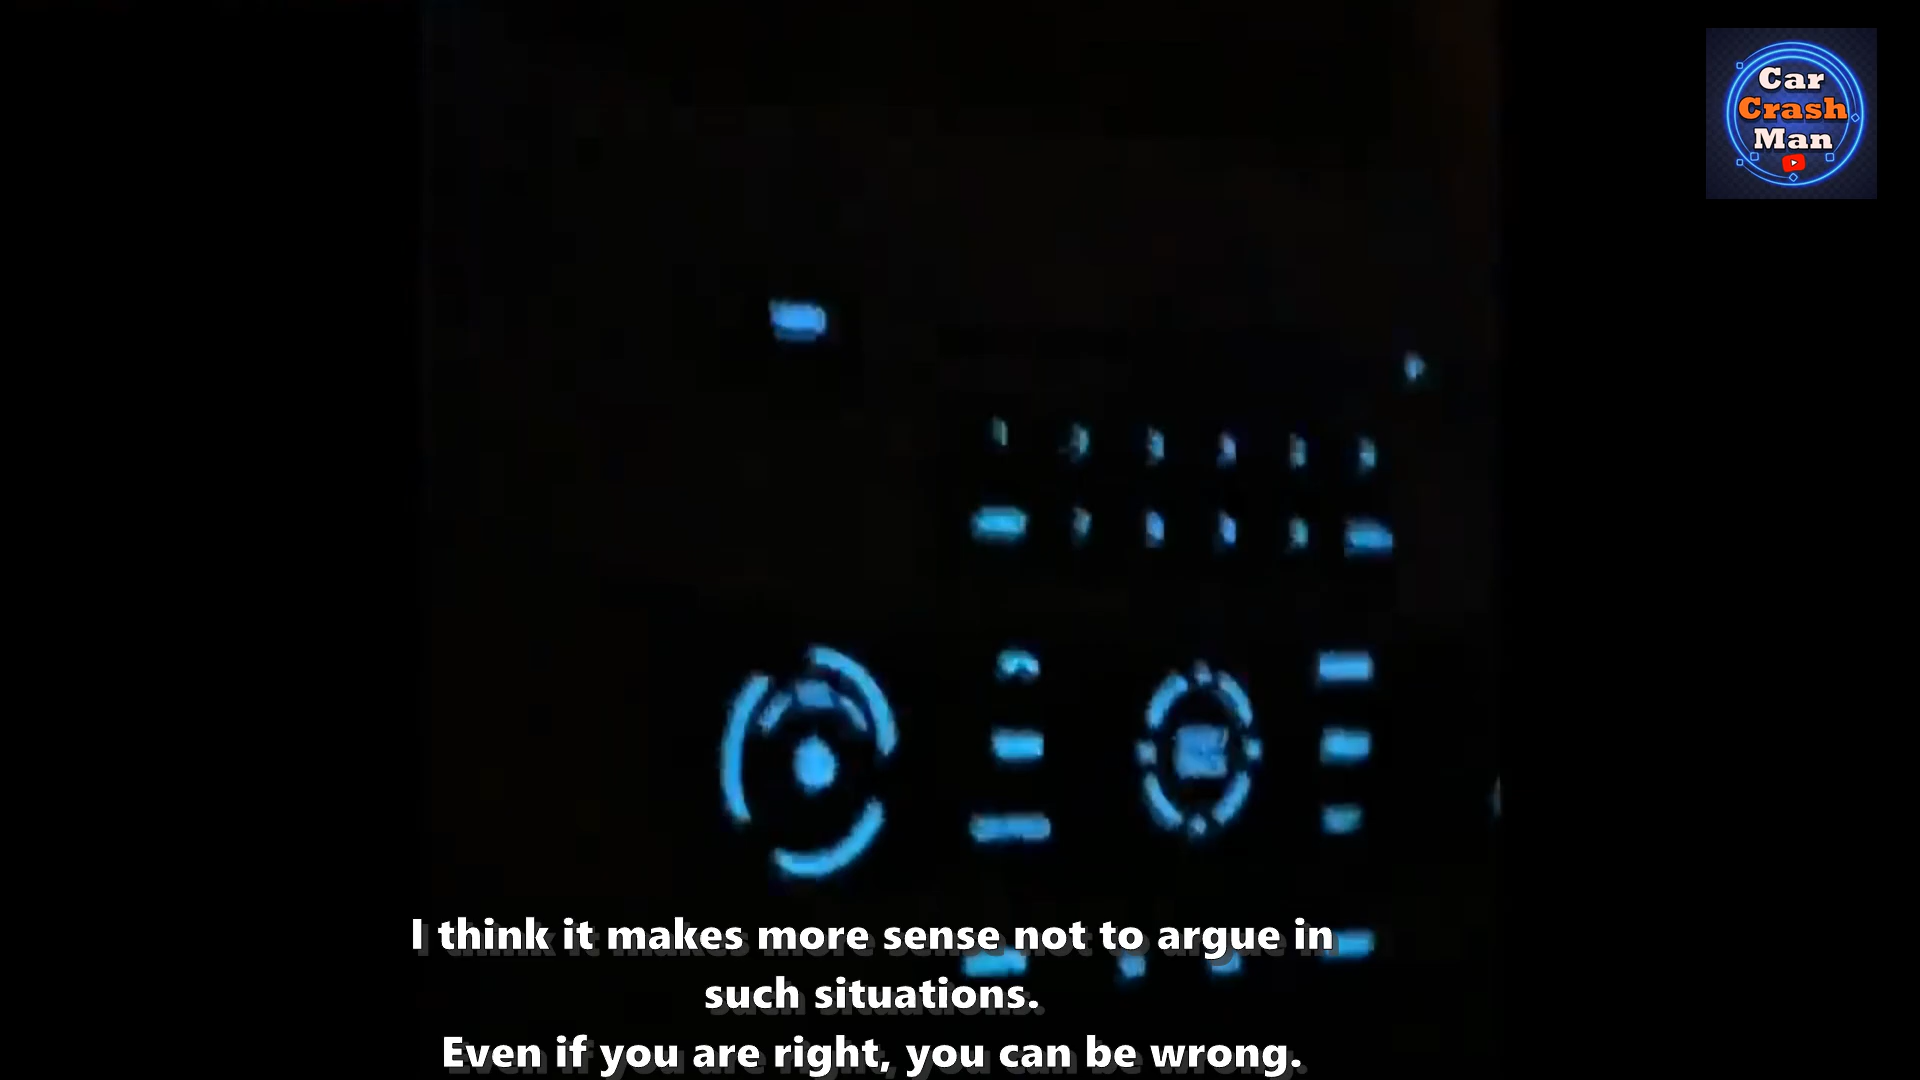 Car
Crash
Man
I think it makes more sense not to argue in
such situations.
Even if you are right, you can be wrong.